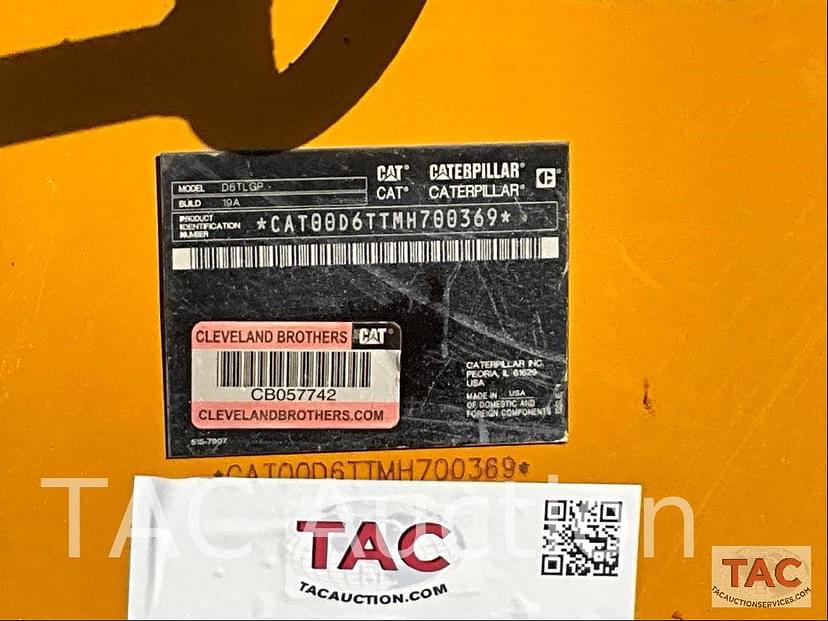 CAT® CATERPILLAR®
CAT® CATERPILLAR®
MODEL D6TLGP
BUILD 19A
PRODUCT IDENTIFICATION NUMBER
*CAT00D6TTMH700369*
CLEVELAND BROTHERS CAT
CB057742
CLEVELANDBROTHERS.COM
CATERPILLAR INC.
PEORIA, IL 61629
USA
MADE IN USA
OF DOMESTIC AND
FOREIGN COMPONENTS
515-7907
*CAT00D6TTMH700369*
TAC Auction
TAC
TACAUCTION.COM
TAC
TACAUCTIONSERVICES.COM